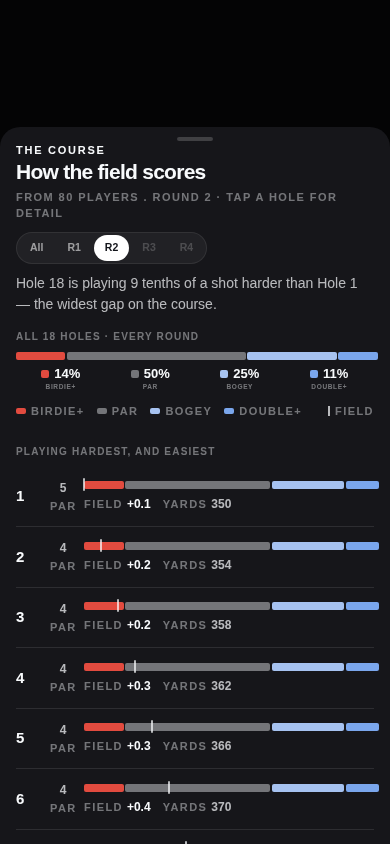 THE COURSE
How the field scores
FROM 80 PLAYERS . ROUND 2 · TAP A HOLE FOR
DETAIL
All R1 R2 R3 R4
Hole 18 is playing 9 tenths of a shot harder than Hole 1
— the widest gap on the course.
ALL 18 HOLES · EVERY ROUND
14% 50% 25% 11%
BIRDIE+ PAR BOGEY DOUBLE+
BIRDIE+ PAR BOGEY DOUBLE+ FIELD
PLAYING HARDEST, AND EASIEST
1 5 PAR FIELD +0.1 YARDS 350
2 4 PAR FIELD +0.2 YARDS 354
3 4 PAR FIELD +0.2 YARDS 358
4 4 PAR FIELD +0.3 YARDS 362
5 4 PAR FIELD +0.3 YARDS 366
6 4 PAR FIELD +0.4 YARDS 370